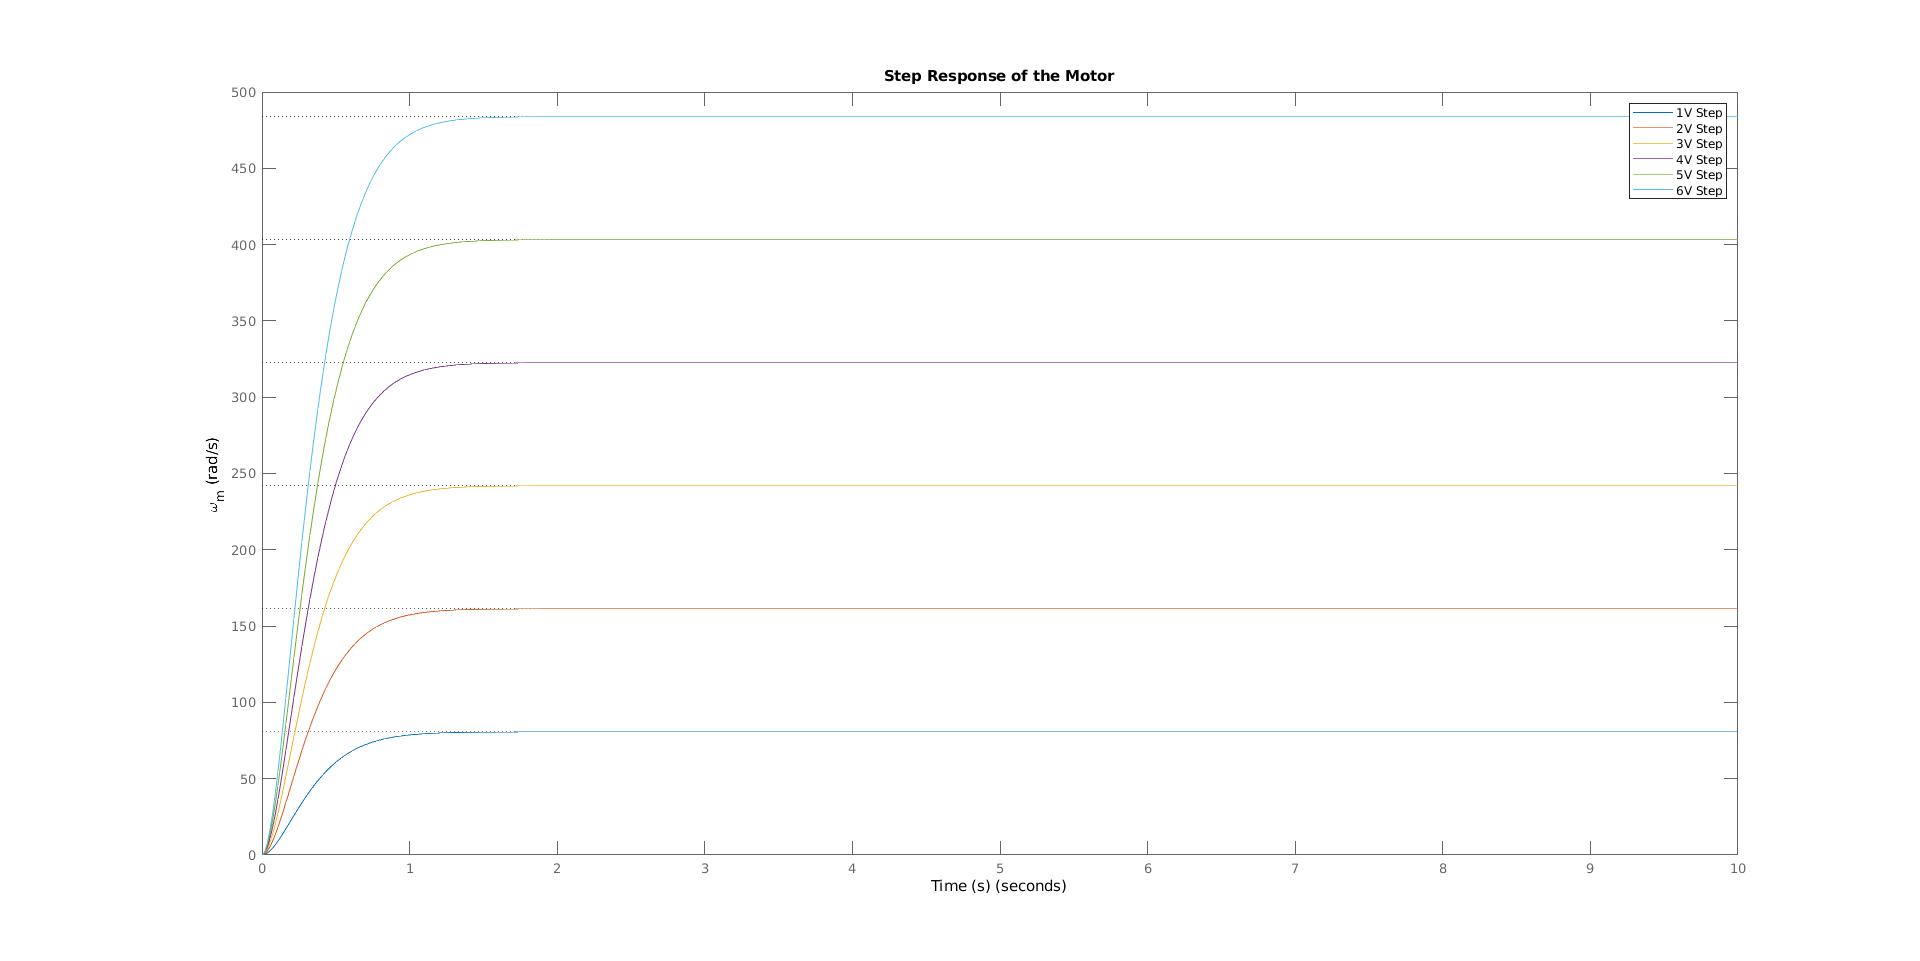 Step Response of the Motor
500
450
400
350
300
250
200
150
100
50
0
ωm (rad/s)
1V Step
2V Step
3V Step
4V Step
5V Step
6V Step
0 1 2 3 4 5 6 7 8 9 10
Time (s) (seconds)